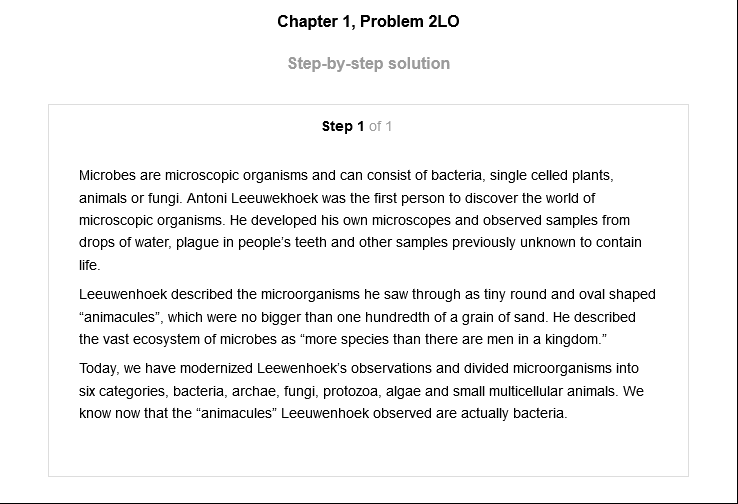 Chapter 1, Problem 2LO
Step-by-step solution
Step 1 of 1
Microbes are microscopic organisms and can consist of bacteria, single celled plants,
animals or fungi. Antoni Leeuwekhoek was the first person to discover the world of
microscopic organisms. He developed his own microscopes and observed samples from
drops of water, plague in people's teeth and other samples previously unknown to contain
life.
Leeuwenhoek described the microorganisms he saw through as tiny round and oval shaped
“animacules”, which were no bigger than one hundredth of a grain of sand. He described
the vast ecosystem of microbes as “more species than there are men in a kingdom.”
Today, we have modernized Leewenhoek's observations and divided microorganisms into
six categories, bacteria, archae, fungi, protozoa, algae and small multicellular animals. We
know now that the “animacules” Leeuwenhoek observed are actually bacteria.